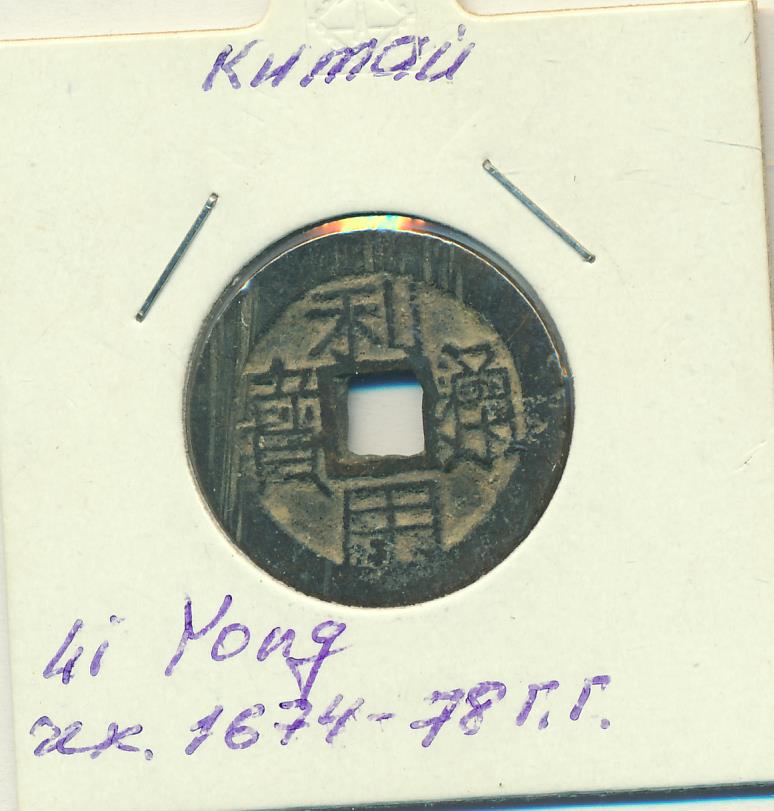 Китай
利用通寶
Li Yong
1674-78 г.г.